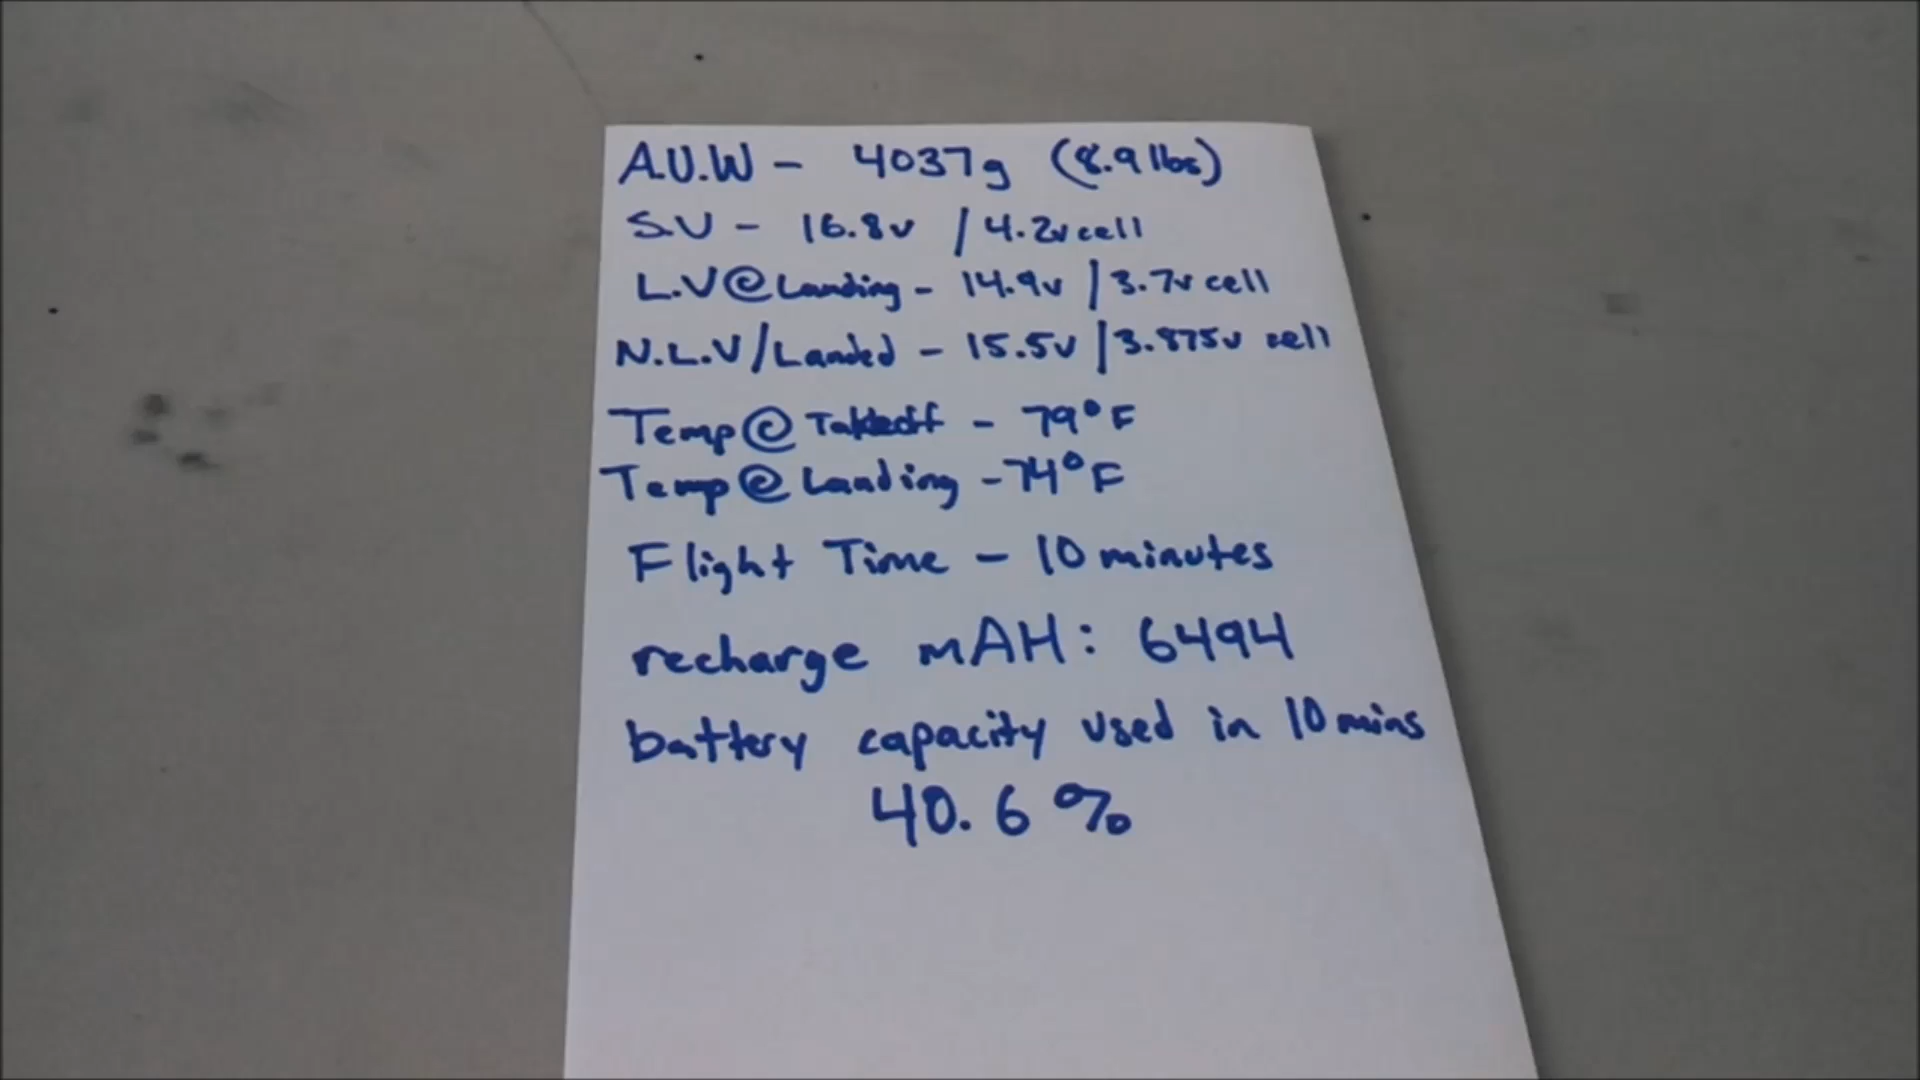 A.U.W - 4037g (8.9 lbs)
S.V - 16.8v / 4.2v cell
L.V @ Landing - 14.9v | 3.7v cell
N.L.V/Landed - 15.5v | 3.875v cell
Temp @ Takeoff - 79°F
Temp @ Landing - 74°F
Flight Time - 10 minutes
recharge mAH: 6494
battery capacity used in 10 mins
40.6 %